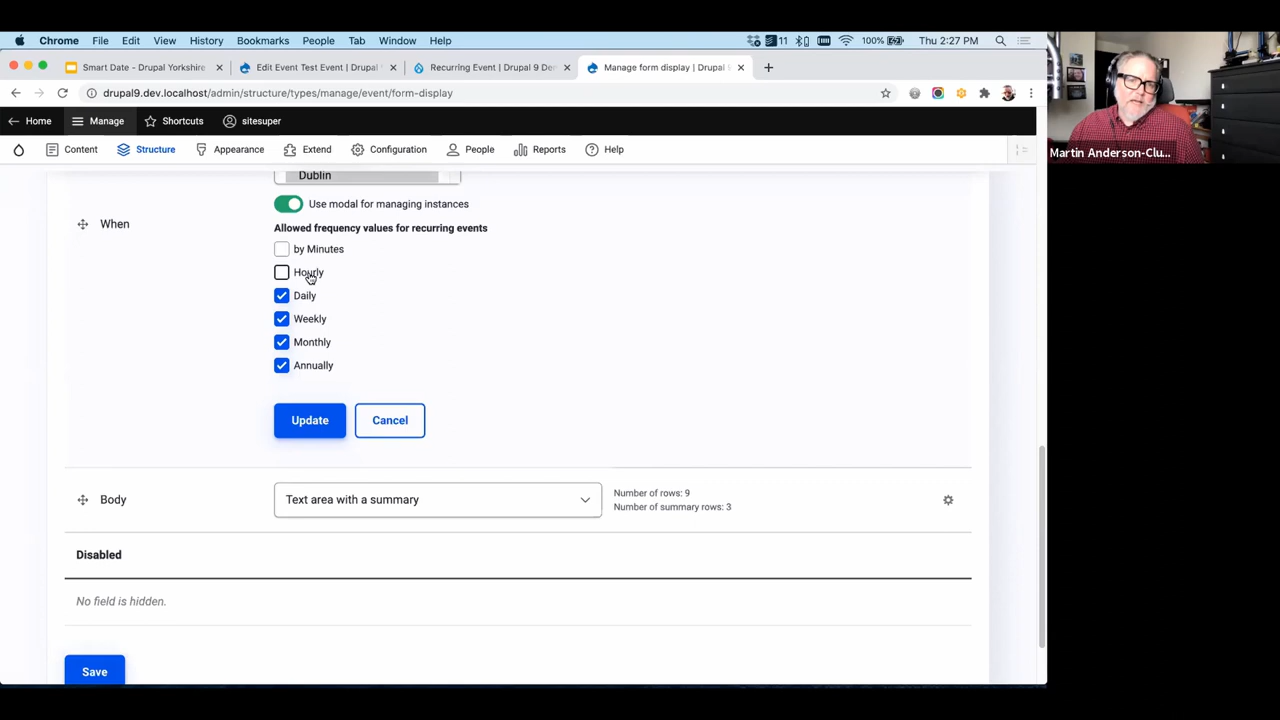 Chrome File Edit View History Bookmarks People Tab Window Help 11 100% Thu 2:27 PM
Smart Date - Drupal Yorkshire Edit Event Test Event | Drupal Recurring Event | Drupal 9 De Manage form display | Drupal
drupal9.dev.localhost/admin/structure/types/manage/event/form-display
Home Manage Shortcuts sitesuper
Martin Anderson-Clu...
Content Structure Appearance Extend Configuration People Reports Help
Dublin
Use modal for managing instances
When
Allowed frequency values for recurring events
by Minutes
Hourly
Daily
Weekly
Monthly
Annually
Update Cancel
Body Text area with a summary
Number of rows: 9
Number of summary rows: 3
Disabled
No field is hidden.
Save